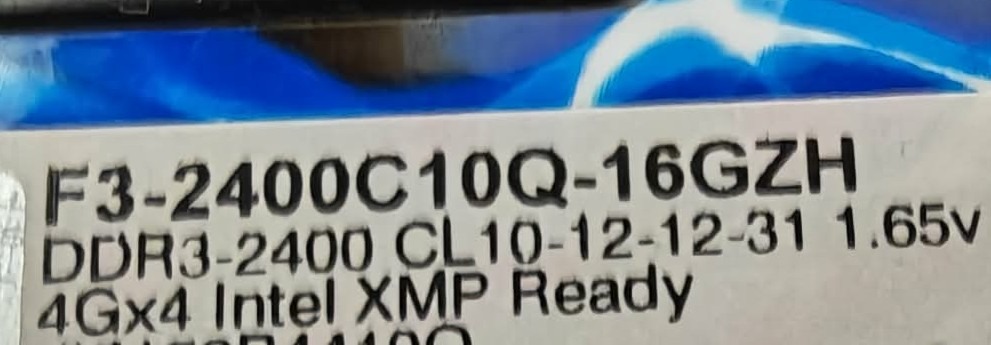 F3-2400C10Q-16GZH
DDR3-2400 CL10-12-12-31 1.65v
4Gx4 Intel XMP Ready